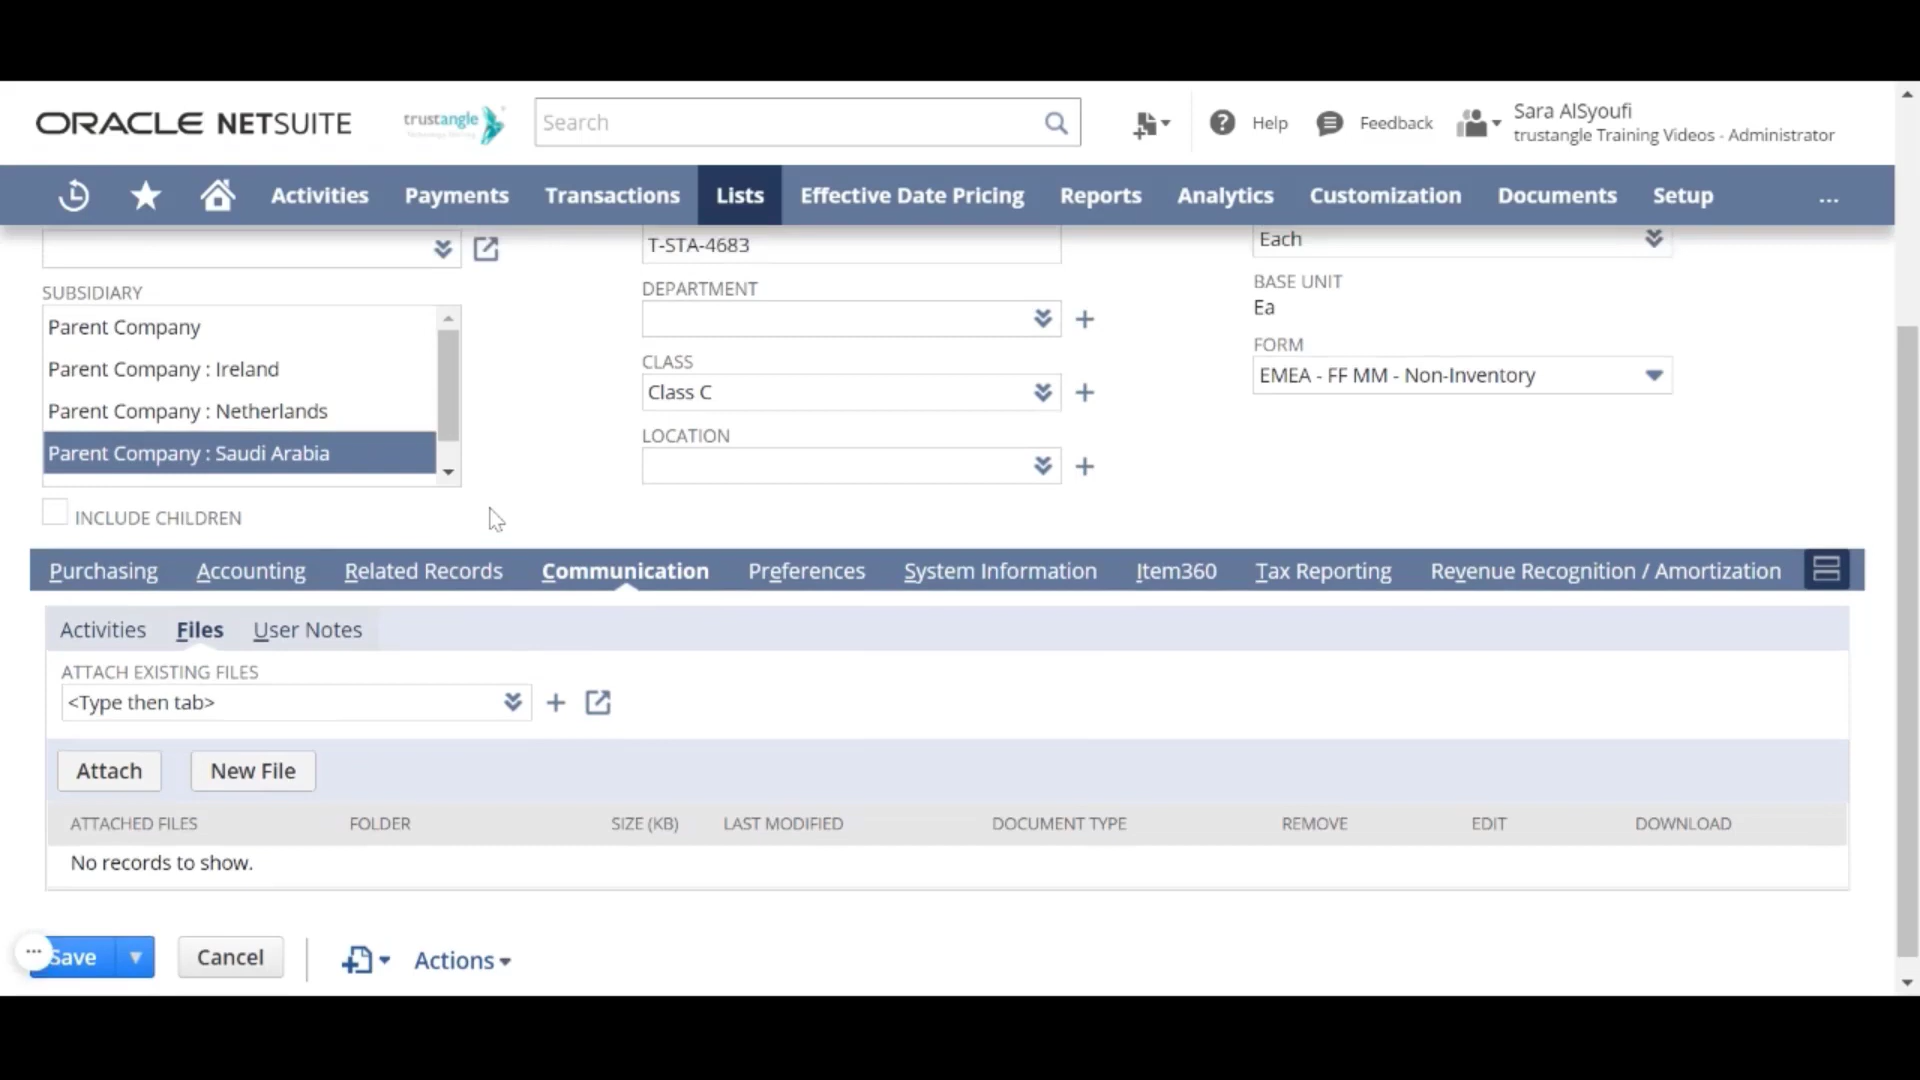 ORACLE NETSUITE
trustangle
Search
Help
Feedback
Sara AlSyoufi
trustangle Training Videos - Administrator
Activities Payments Transactions Lists Effective Date Pricing Reports Analytics Customization Documents Setup ...
T-STA-4683
Each
SUBSIDIARY
Parent Company
Parent Company : Ireland
Parent Company : Netherlands
Parent Company : Saudi Arabia
INCLUDE CHILDREN
DEPARTMENT
CLASS
Class C
LOCATION
BASE UNIT
Ea
FORM
EMEA - FF MM - Non-Inventory
Purchasing Accounting Related Records Communication Preferences System Information Item360 Tax Reporting Revenue Recognition / Amortization
Activities Files User Notes
ATTACH EXISTING FILES
<Type then tab>
Attach New File
ATTACHED FILES FOLDER SIZE (KB) LAST MODIFIED DOCUMENT TYPE REMOVE EDIT DOWNLOAD
No records to show.
... Save Cancel Actions